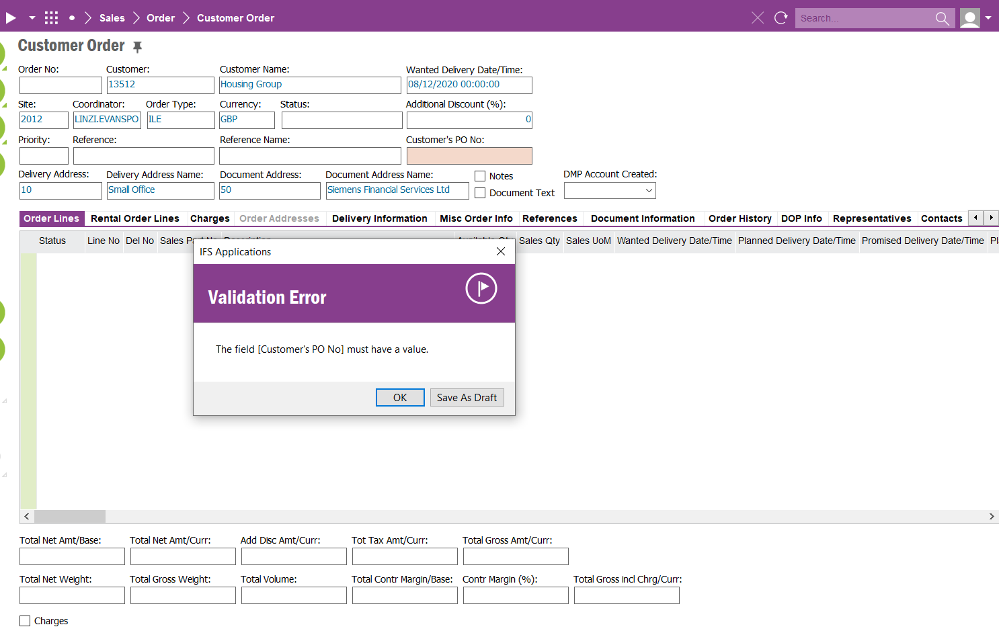 Sales Order Customer Order Search...
Customer Order
Order No: Customer: Customer Name: Wanted Delivery Date/Time:
13512 Housing Group 08/12/2020 00:00:00
Site: Coordinator: Order Type: Currency: Status: Additional Discount (%):
2012 LINZI.EVANSPO ILE GBP 0
Priority: Reference: Reference Name: Customer's PO No:
Delivery Address: Delivery Address Name: Document Address: Document Address Name: Notes DMP Account Created:
10 Small Office 50 Siemens Financial Services Ltd Document Text
Order Lines Rental Order Lines Charges Order Addresses Delivery Information Misc Order Info References Document Information Order History DOP Info Representatives Contacts
Status Line No Del No Sales Part No Description Available Qty Sales Qty Sales UoM Wanted Delivery Date/Time Planned Delivery Date/Time Promised Delivery Date/Time Pl
IFS Applications
Validation Error
The field [Customer's PO No] must have a value.
OK Save As Draft
Total Net Amt/Base: Total Net Amt/Curr: Add Disc Amt/Curr: Tot Tax Amt/Curr: Total Gross Amt/Curr:
Total Net Weight: Total Gross Weight: Total Volume: Total Contr Margin/Base: Contr Margin (%): Total Gross incl Chrg/Curr:
Charges